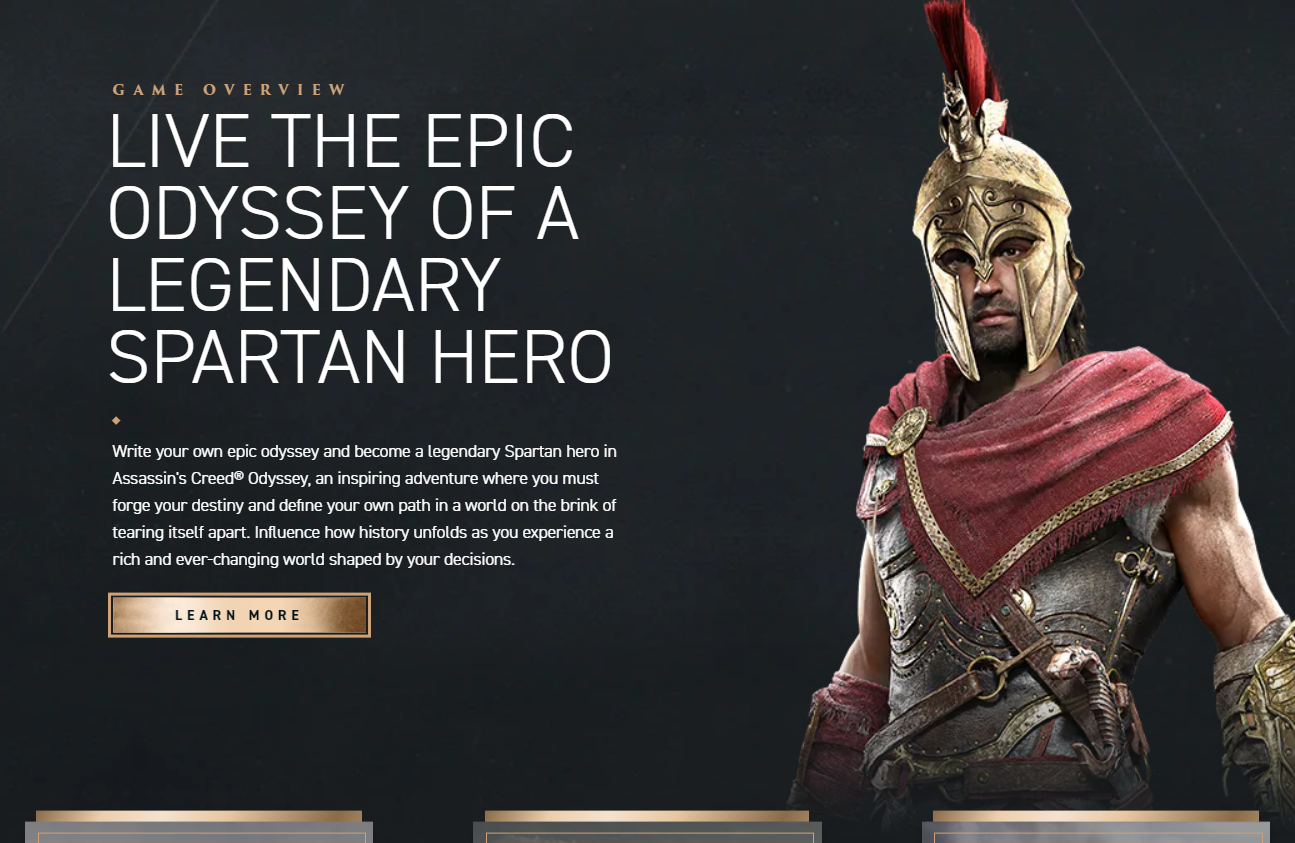 GAME OVERVIEW
LIVE THE EPIC
ODYSSEY OF A
LEGENDARY
SPARTAN HERO
Write your own epic odyssey and become a legendary Spartan hero in
Assassin's Creed® Odyssey, an inspiring adventure where you must
forge your destiny and define your own path in a world on the brink of
tearing itself apart. Influence how history unfolds as you experience a
rich and ever-changing world shaped by your decisions.
LEARN MORE